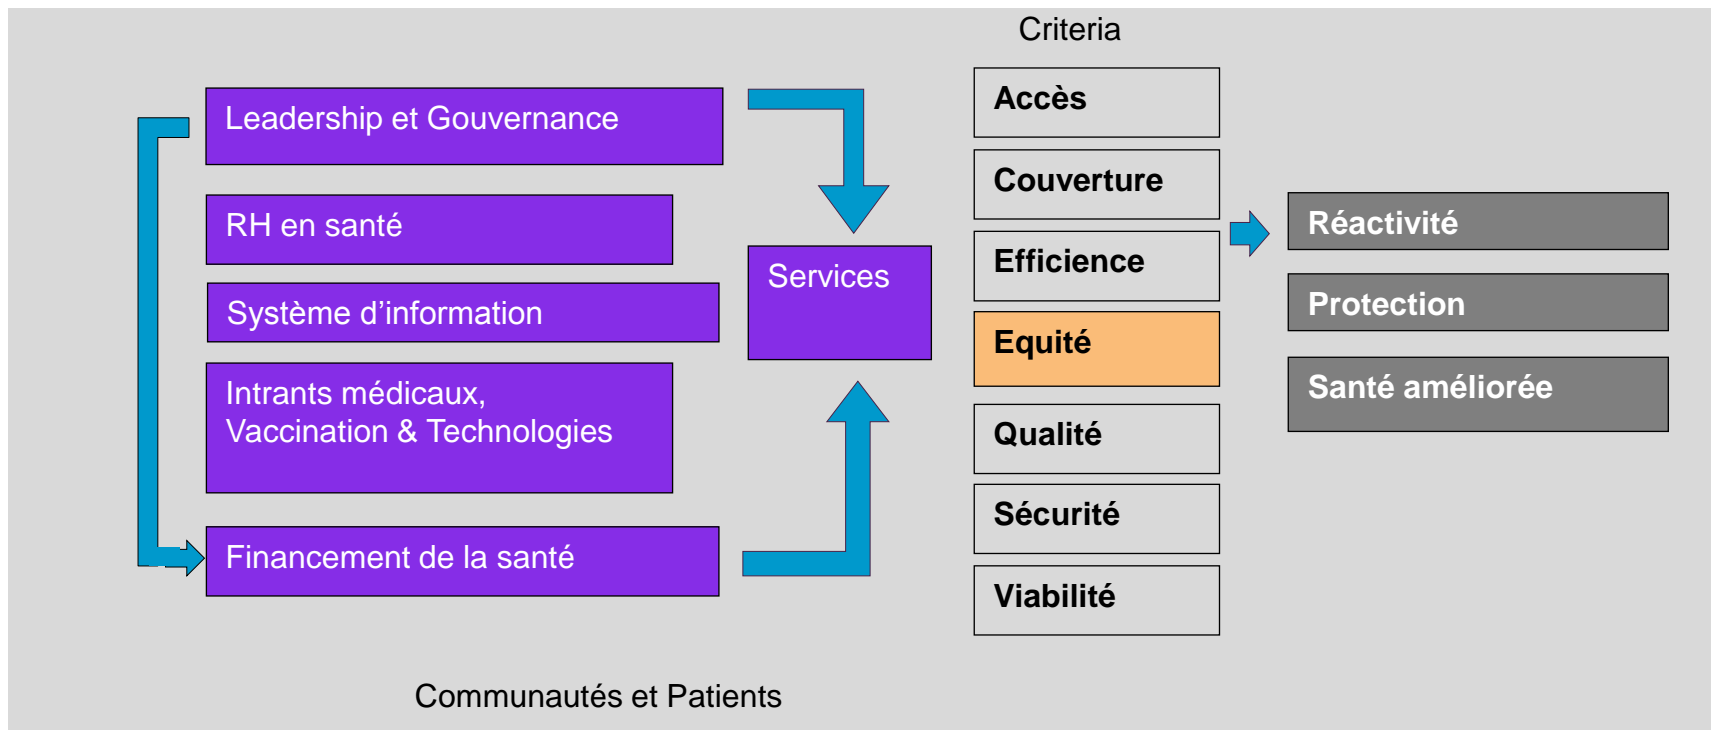 Criteria
Leadership et Gouvernance
RH en santé
Système d’information
Intrants médicaux,
Vaccination & Technologies
Financement de la santé
Services
Accès
Couverture
Efficience
Equité
Qualité
Sécurité
Viabilité
Réactivité
Protection
Santé améliorée
Communautés et Patients